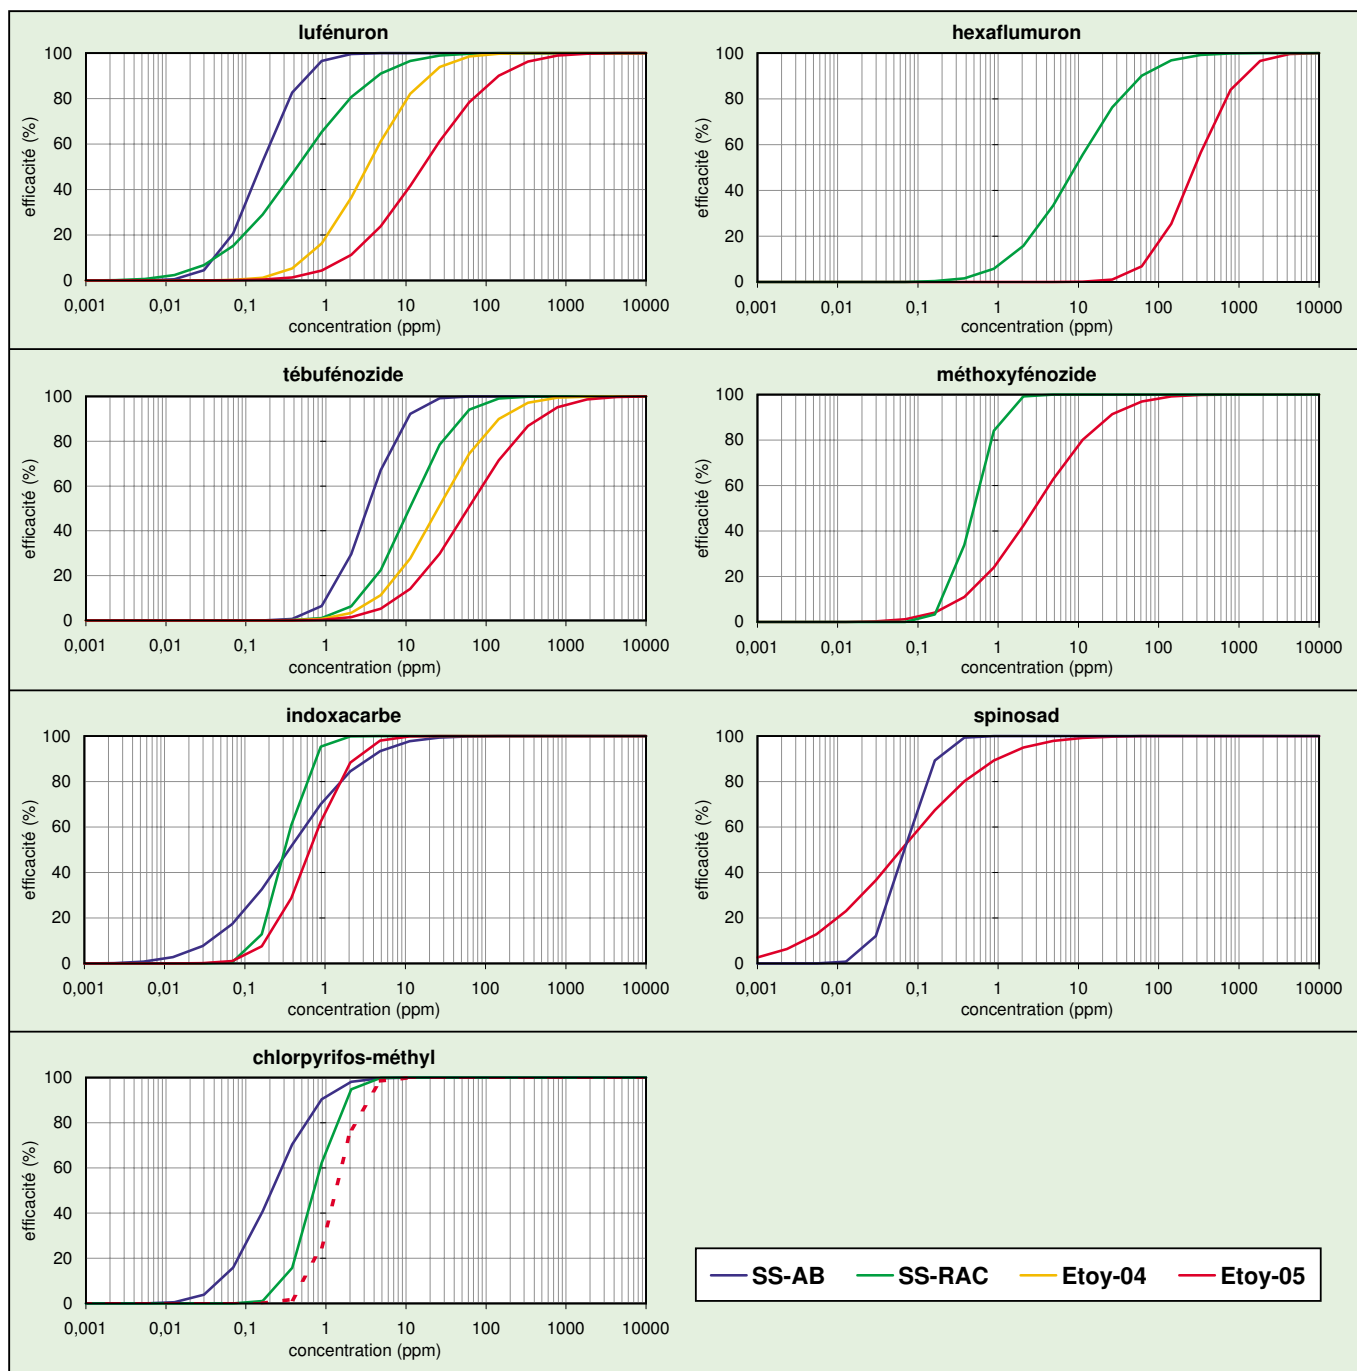 lufénuron
efficacité (%)
100
80
60
40
20
0
0,001 0,01 0,1 1 10 100 1000 10000
concentration (ppm)
hexaflumuron
efficacité (%)
100
80
60
40
20
0
0,001 0,01 0,1 1 10 100 1000 10000
concentration (ppm)
tébufénozide
efficacité (%)
100
80
60
40
20
0
0,001 0,01 0,1 1 10 100 1000 10000
concentration (ppm)
méthoxyfénozide
efficacité (%)
100
80
60
40
20
0
0,001 0,01 0,1 1 10 100 1000 10000
concentration (ppm)
indoxacarbe
efficacité (%)
100
80
60
40
20
0
0,001 0,01 0,1 1 10 100 1000 10000
concentration (ppm)
spinosad
efficacité (%)
100
80
60
40
20
0
0,001 0,01 0,1 1 10 100 1000 10000
concentration (ppm)
chlorpyrifos-méthyl
efficacité (%)
100
80
60
40
20
0
0,001 0,01 0,1 1 10 100 1000 10000
concentration (ppm)
SS-AB SS-RAC Etoy-04 Etoy-05